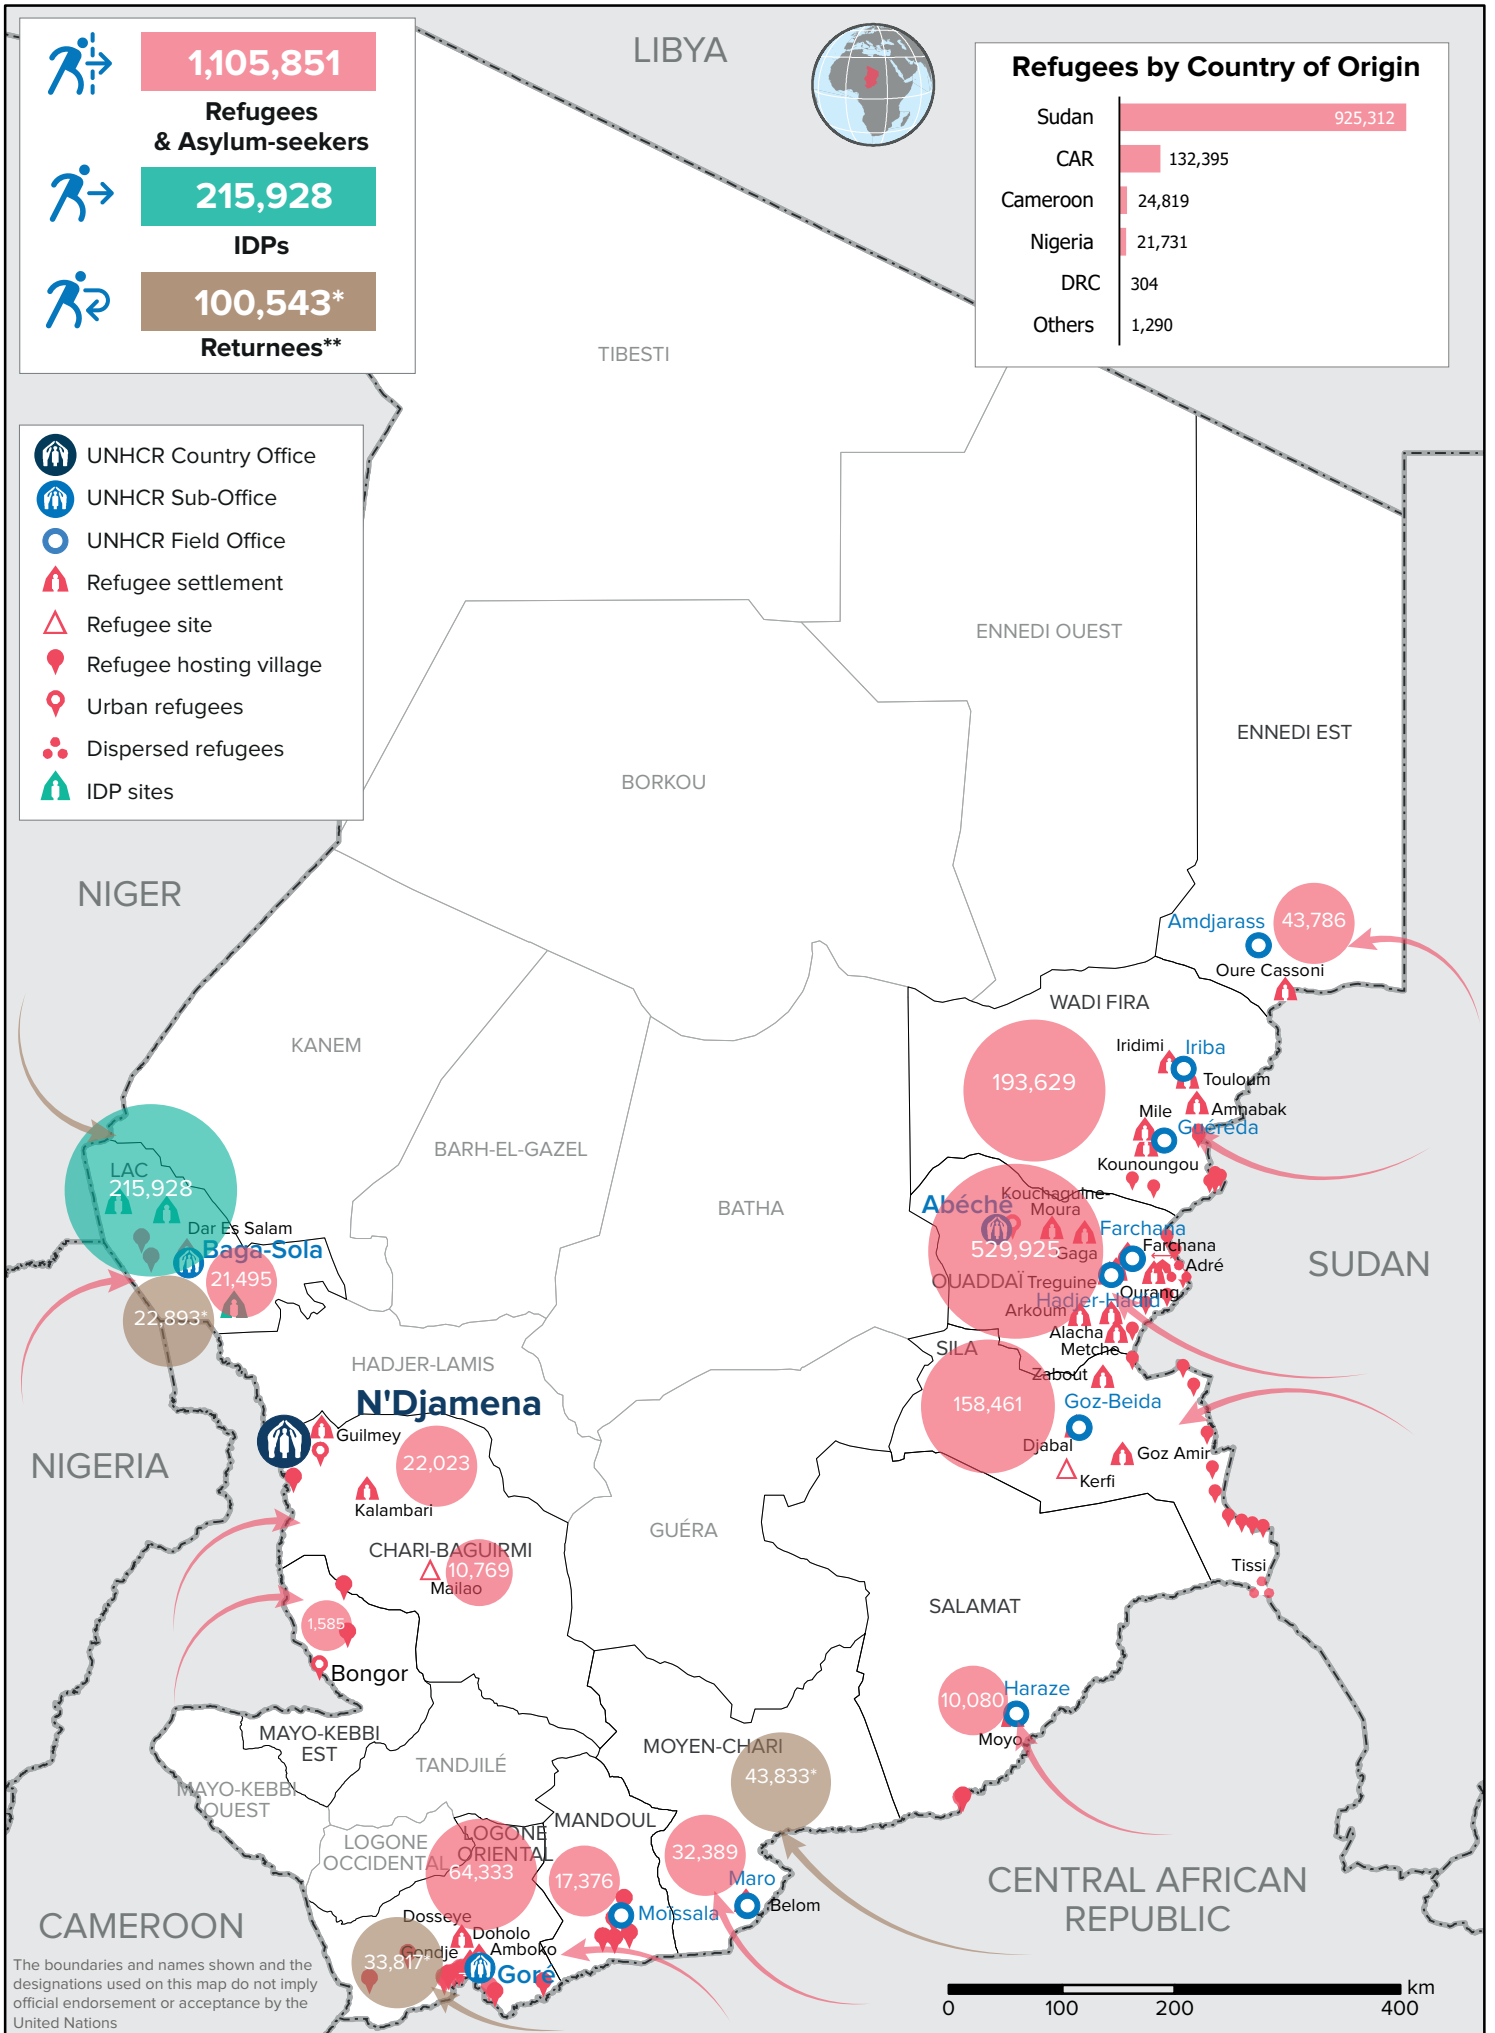 1,105,851
Refugees
& Asylum-seekers
215,928
IDPs
100,543*
Returnees**
LIBYA
Refugees by Country of Origin
Sudan 925,312
CAR 132,395
Cameroon 24,819
Nigeria 21,731
DRC 304
Others 1,290
UNHCR Country Office
UNHCR Sub-Office
UNHCR Field Office
Refugee settlement
Refugee site
Refugee hosting village
Urban refugees
Dispersed refugees
IDP sites
TIBESTI
ENNEDI OUEST
ENNEDI EST
BORKOU
NIGER
Amdjarass
43,786
Oure Cassoni
WADI FIRA
KANEM
Iridimi
Iriba
193,629
Touloum
Amnabak
Mile
Guéréda
Kounoungou
BARH-EL-GAZEL
LAC
215,928
BATHA
Kouchaguine-
Moura
Abéché
Dar Es Salam
Baga-Sola
Farchana
Farchana
529,925
Gaga
Adré
SUDAN
21,495
OUADDAÏ
Treguine
Ourang
Hadjer-Hadid
Arkoum
22,893*
Alacha
Metche
SILA
HADJER-LAMIS
Zabout
N'Djamena
158,461
Goz-Beida
Guilmey
Djabal
Goz Amir
NIGERIA
22,023
Kerfi
Kalambari
GUÉRA
CHARI-BAGUIRMI
10,769
Mailao
Tissi
SALAMAT
1,585
Bongor
Haraze
10,080
Moyo
MAYO-KEBBI
EST
MOYEN-CHARI
TANDJILÉ
43,833*
MAYO-KEBBI
OUEST
MANDOUL
LOGONE
OCCIDENTAL
LOGONE
ORIENTAL
64,333
17,376
32,389
Maro
Belom
CENTRAL AFRICAN
REPUBLIC
Moïssala
CAMEROON
Dosseye
Doholo
Gondje
Amboko
33,817*
Goré
The boundaries and names shown and the
designations used on this map do not imply
official endorsement or acceptance by the
United Nations
km
0 100 200 400